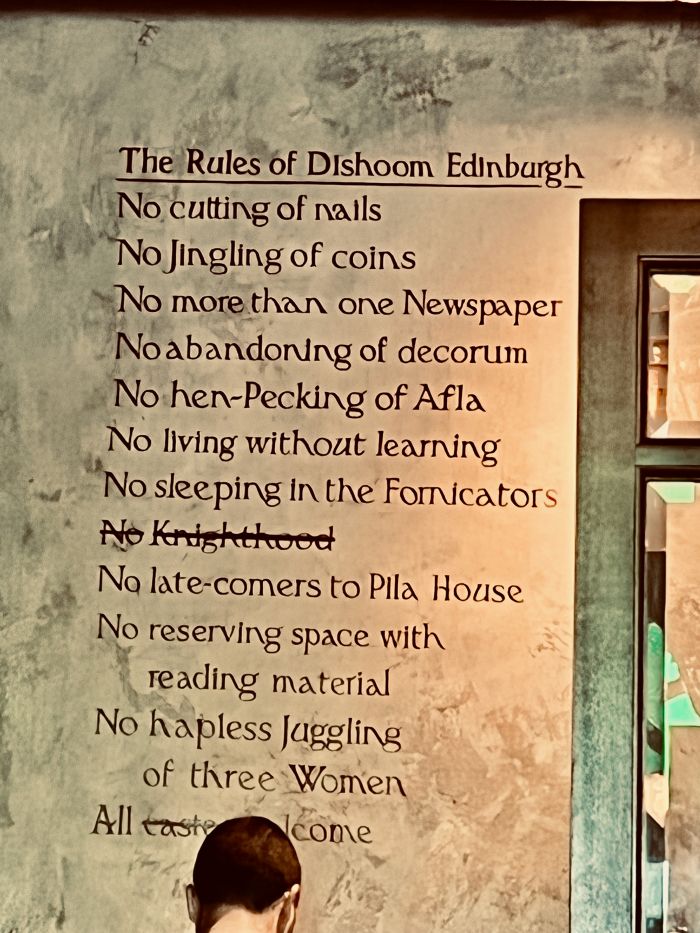 The Rules of Dishoom Edinburgh
No cutting of nails
No Jingling of coins
No more than one Newspaper
No abandoning of decorum
No hen-Pecking of Afla
No living without learning
No sleeping in the Fornicators
No Knighthood
No late-comers to Pila House
No reserving space with
reading material
No hapless Juggling
of three Women
All